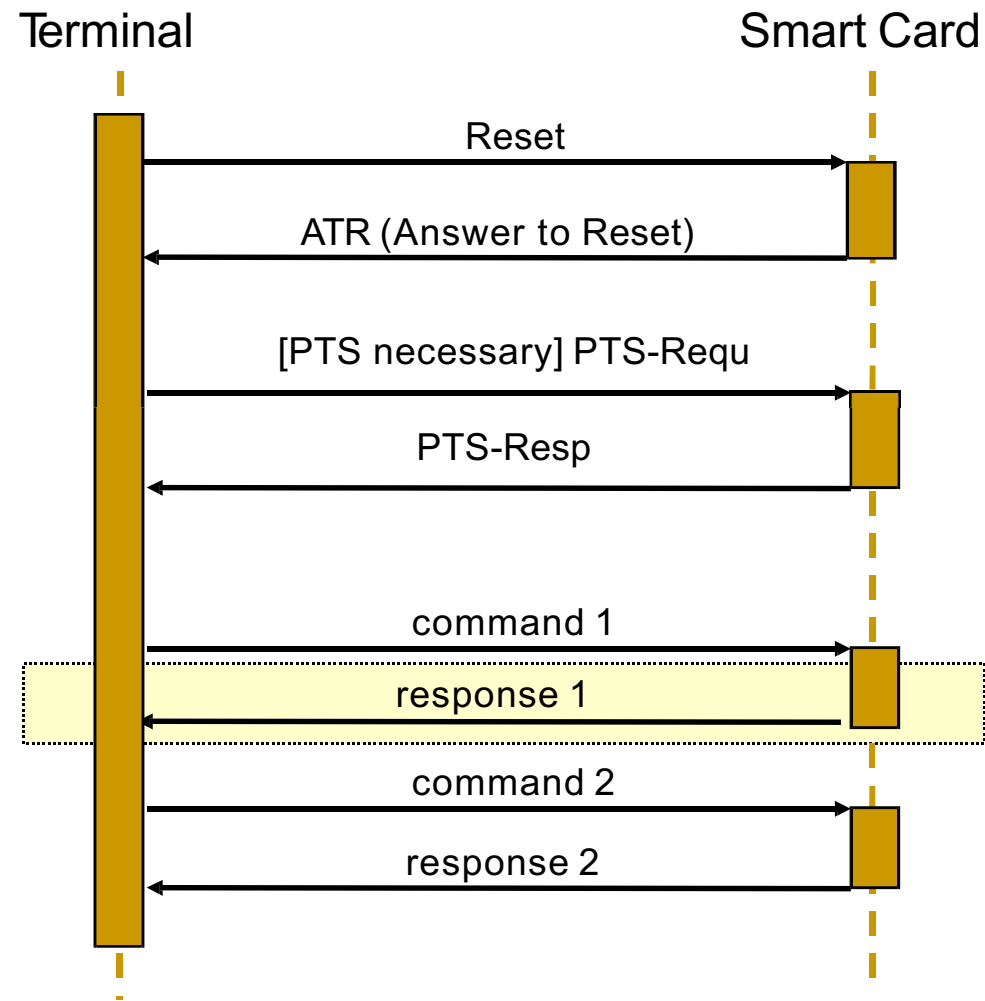 Terminal
Smart Card
Reset
ATR (Answer to Reset)
[PTS necessary] PTS-Requ
PTS-Resp
command 1
response 1
command 2
response 2